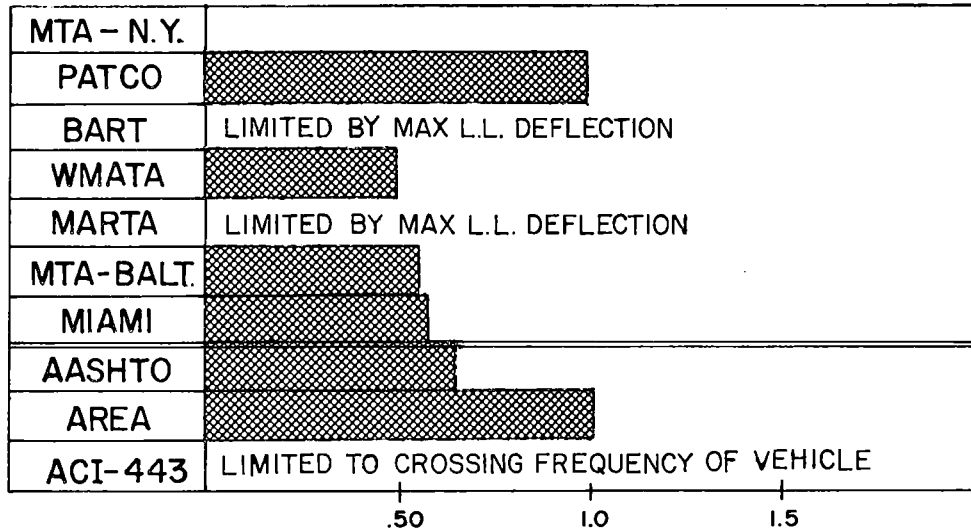 MTA-N.Y.
PATCO
BART LIMITED BY MAX L.L. DEFLECTION
WMATA
MARTA LIMITED BY MAX L.L. DEFLECTION
MTA-BALT.
MIAMI
AASHTO
AREA
ACI-443 LIMITED TO CROSSING FREQUENCY OF VEHICLE
.50 1.0 1.5